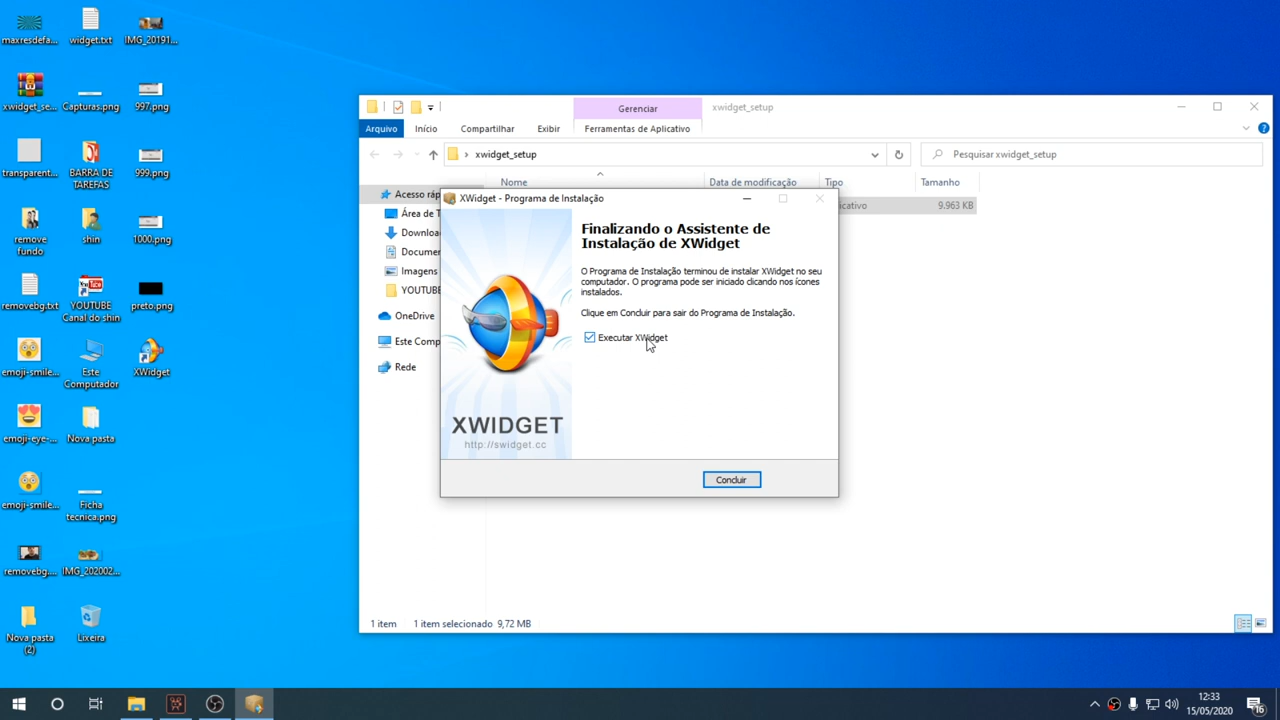 maxresdefa...
widget.txt
IMG_20191...
xwidget_se...
Capturas.png
997.png
transparent...
BARRA DE
TAREFAS
999.png
remove
fundo
shin
1000.png
removebg.txt
YOUTUBE
Canal do shin
preto.png
emoji-smile...
Este
Computador
XWidget
emoji-eye-...
Nova pasta
emoji-smile...
Ficha
tecnica.png
removebg....
IMG_202002...
Nova pasta
(2)
Lixeira
Gerenciar
xwidget_setup
Arquivo
Início
Compartilhar
Exibir
Ferramentas de Aplicativo
xwidget_setup
Pesquisar xwidget_setup
Nome
Data de modificação
Tipo
Tamanho
Acesso ráp
Área de T
Downloa
Documer
Imagens
YOUTUBE
OneDrive
Este Comp
Rede
icativo
9.963 KB
XWidget - Programa de Instalação
Finalizando o Assistente de
Instalação de XWidget
O Programa de Instalação terminou de instalar XWidget no seu
computador. O programa pode ser iniciado clicando nos ícones
instalados.
Clique em Concluir para sair do Programa de Instalação.
Executar XWidget
XWIDGET
http://swidget.cc
Concluir
1 item
1 item selecionado 9,72 MB
12:33
15/05/2020
16